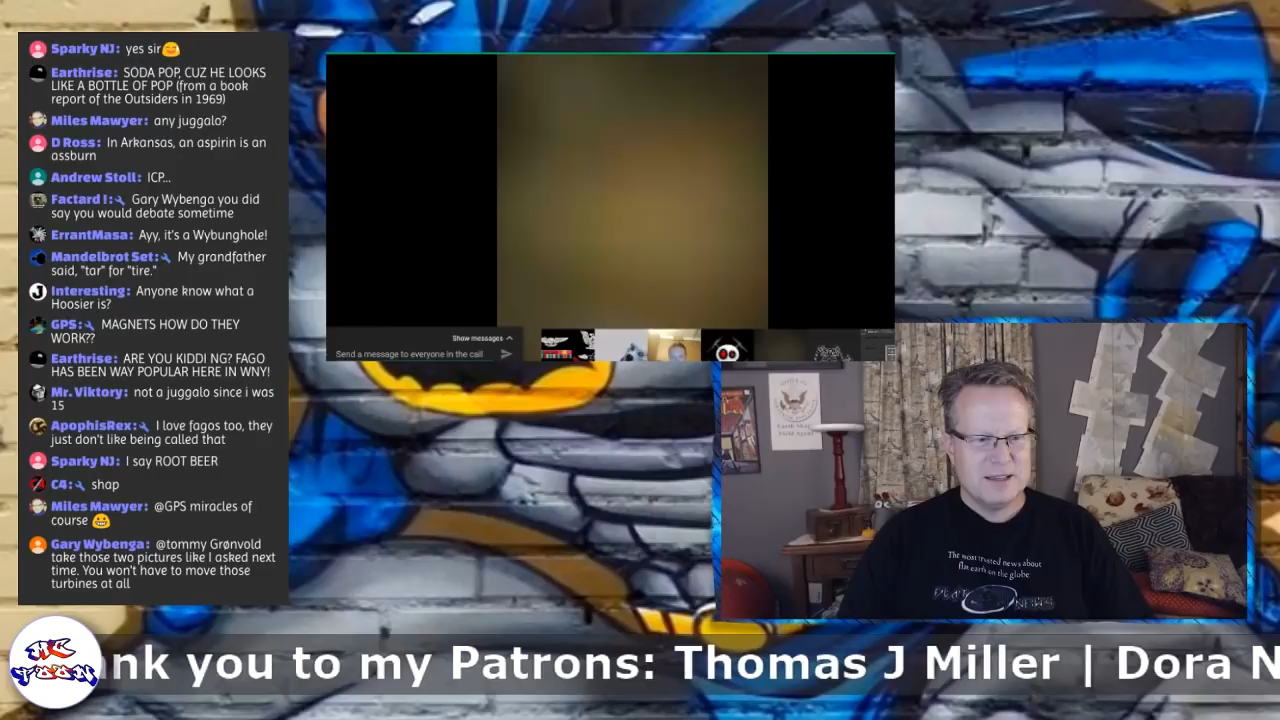 Sparky NJ: yes sir😊
Earthrise: SODA POP, CUZ HE LOOKS
LIKE A BOTTLE OF POP (from a book
report of the Outsiders in 1969)
Miles Mawyer: any juggalo?
D Ross: In Arkansas, an aspirin is an
assburn
Andrew Stoll: ICP...
Factard !: Gary Wybenga you did
say you would debate sometime
ErrantMasa: Ayy, it's a Wybunghole!
Mandelbrot Set: My grandfather
said, "tar" for "tire."
Interesting: Anyone know what a
Hoosier is?
GPS: MAGNETS HOW DO THEY
WORK??
Earthrise: ARE YOU KIDDI NG? FAGO
HAS BEEN WAY POPULAR HERE IN WNY!
Mr. Viktory: not a juggalo since i was
15
ApophisRex: I love fagos too, they
just don't like being called that
Sparky NJ: I say ROOT BEER
C4: shap
Miles Mawyer: @GPS miracles of
course 😁
Gary Wybenga: @tommy Grønvold
take those two pictures like I asked next
time. You won't have to move those
turbines at all
Show messages
Send a message to everyone in the call
The most trusted news about
flat earth on the globe
NEWS
MC
TOON
ank you to my Patrons: Thomas J Miller | Dora N